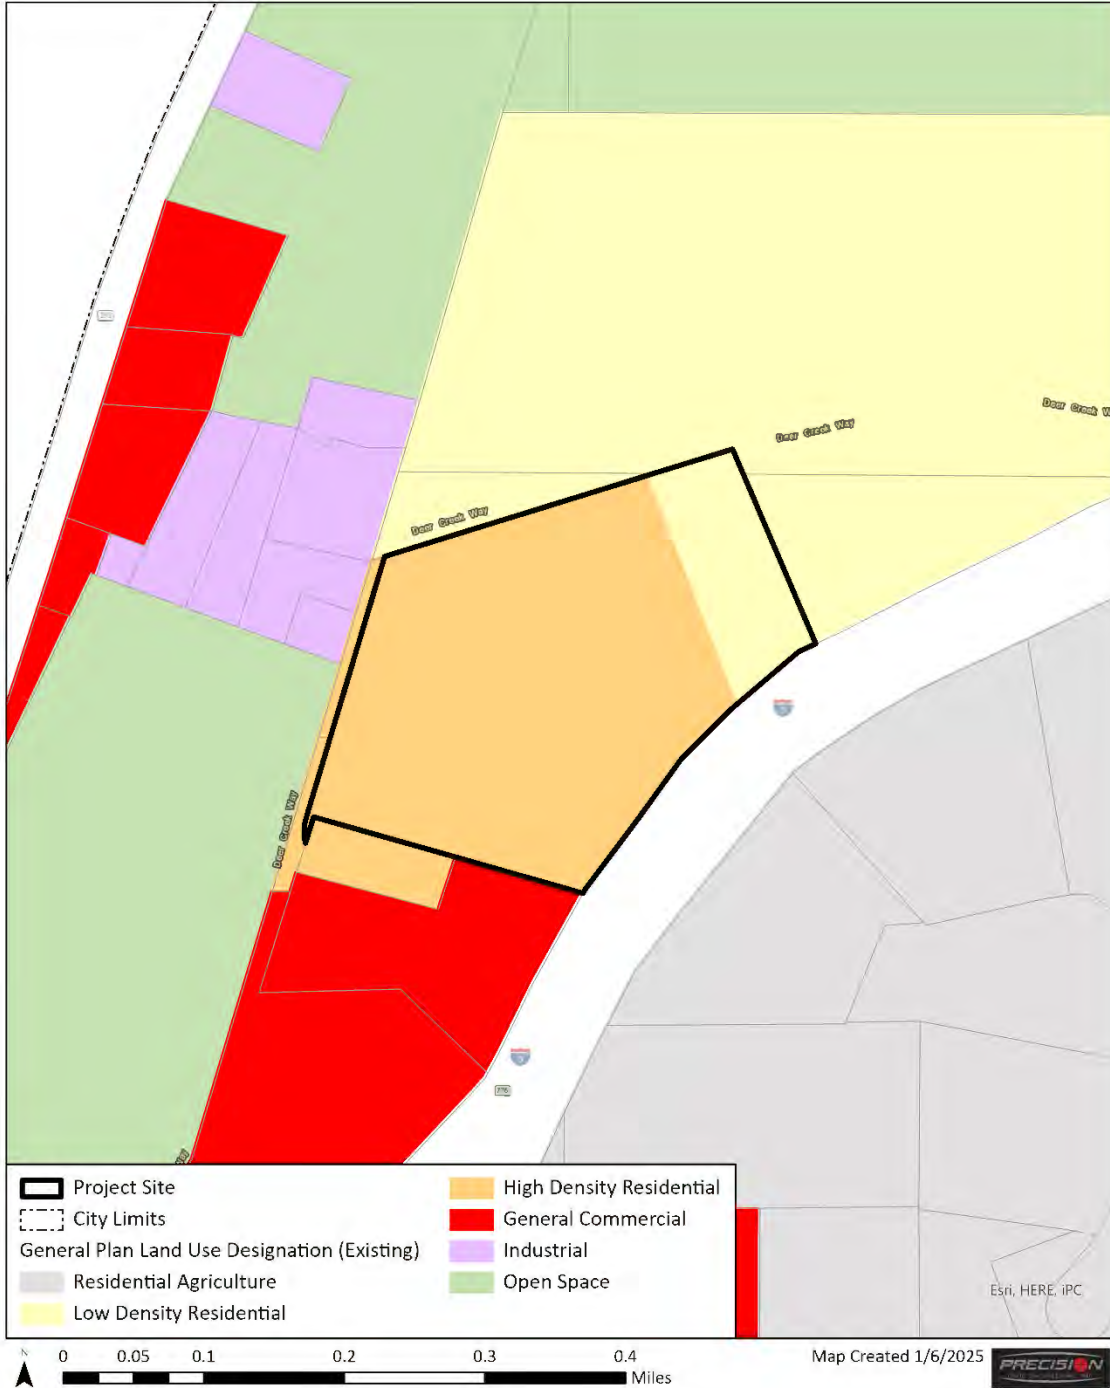 Deer Creek Way
Deer Creek W
Deer Creek Way
Deer Creek Way
5
Project Site
City Limits
General Plan Land Use Designation (Existing)
Residential Agriculture
Low Density Residential
High Density Residential
General Commercial
Industrial
Open Space
Esri, HERE, iPC
N
0 0.05 0.1 0.2 0.3 0.4
Miles
Map Created 1/6/2025
PRECISION